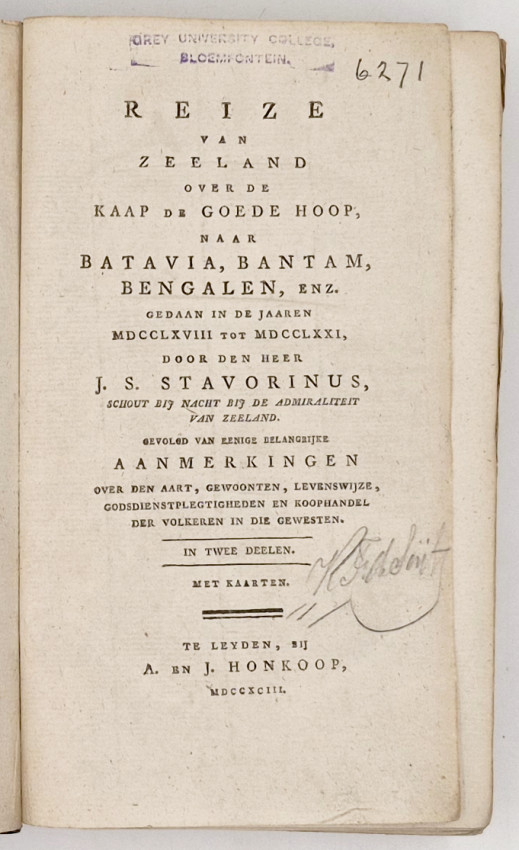 GREY UNIVERSITY COLLEGE,
BLOEMFONTEIN.
6271
REIZE
VAN
ZEELAND
OVER DE
KAAP DE GOEDE HOOP,
NAAR
BATAVIA, BANTAM,
BENGALEN, ENZ.
GEDAAN IN DE JAAREN
MDCCLXVIII TOT MDCCLXXI,
DOOR DEN HEER
J. S. STAVORINUS,
SCHOUT BIJ NACHT BIJ DE ADMIRALITEIT
VAN ZEELAND.
GEVOLGD VAN EENIGE BELANGRIJKE
AANMERKINGEN
OVER DEN AART, GEWOONTEN, LEVENSWIJZE,
GODSDIENSTPLEGTIGHEDEN EN KOOPHANDEL
DER VOLKEREN IN DIE GEWESTEN.
IN TWEE DEELEN.
MET KAARTEN.
TE LEYDEN, BIJ
A. EN J. HONKOOP,
MDCCXCIII.